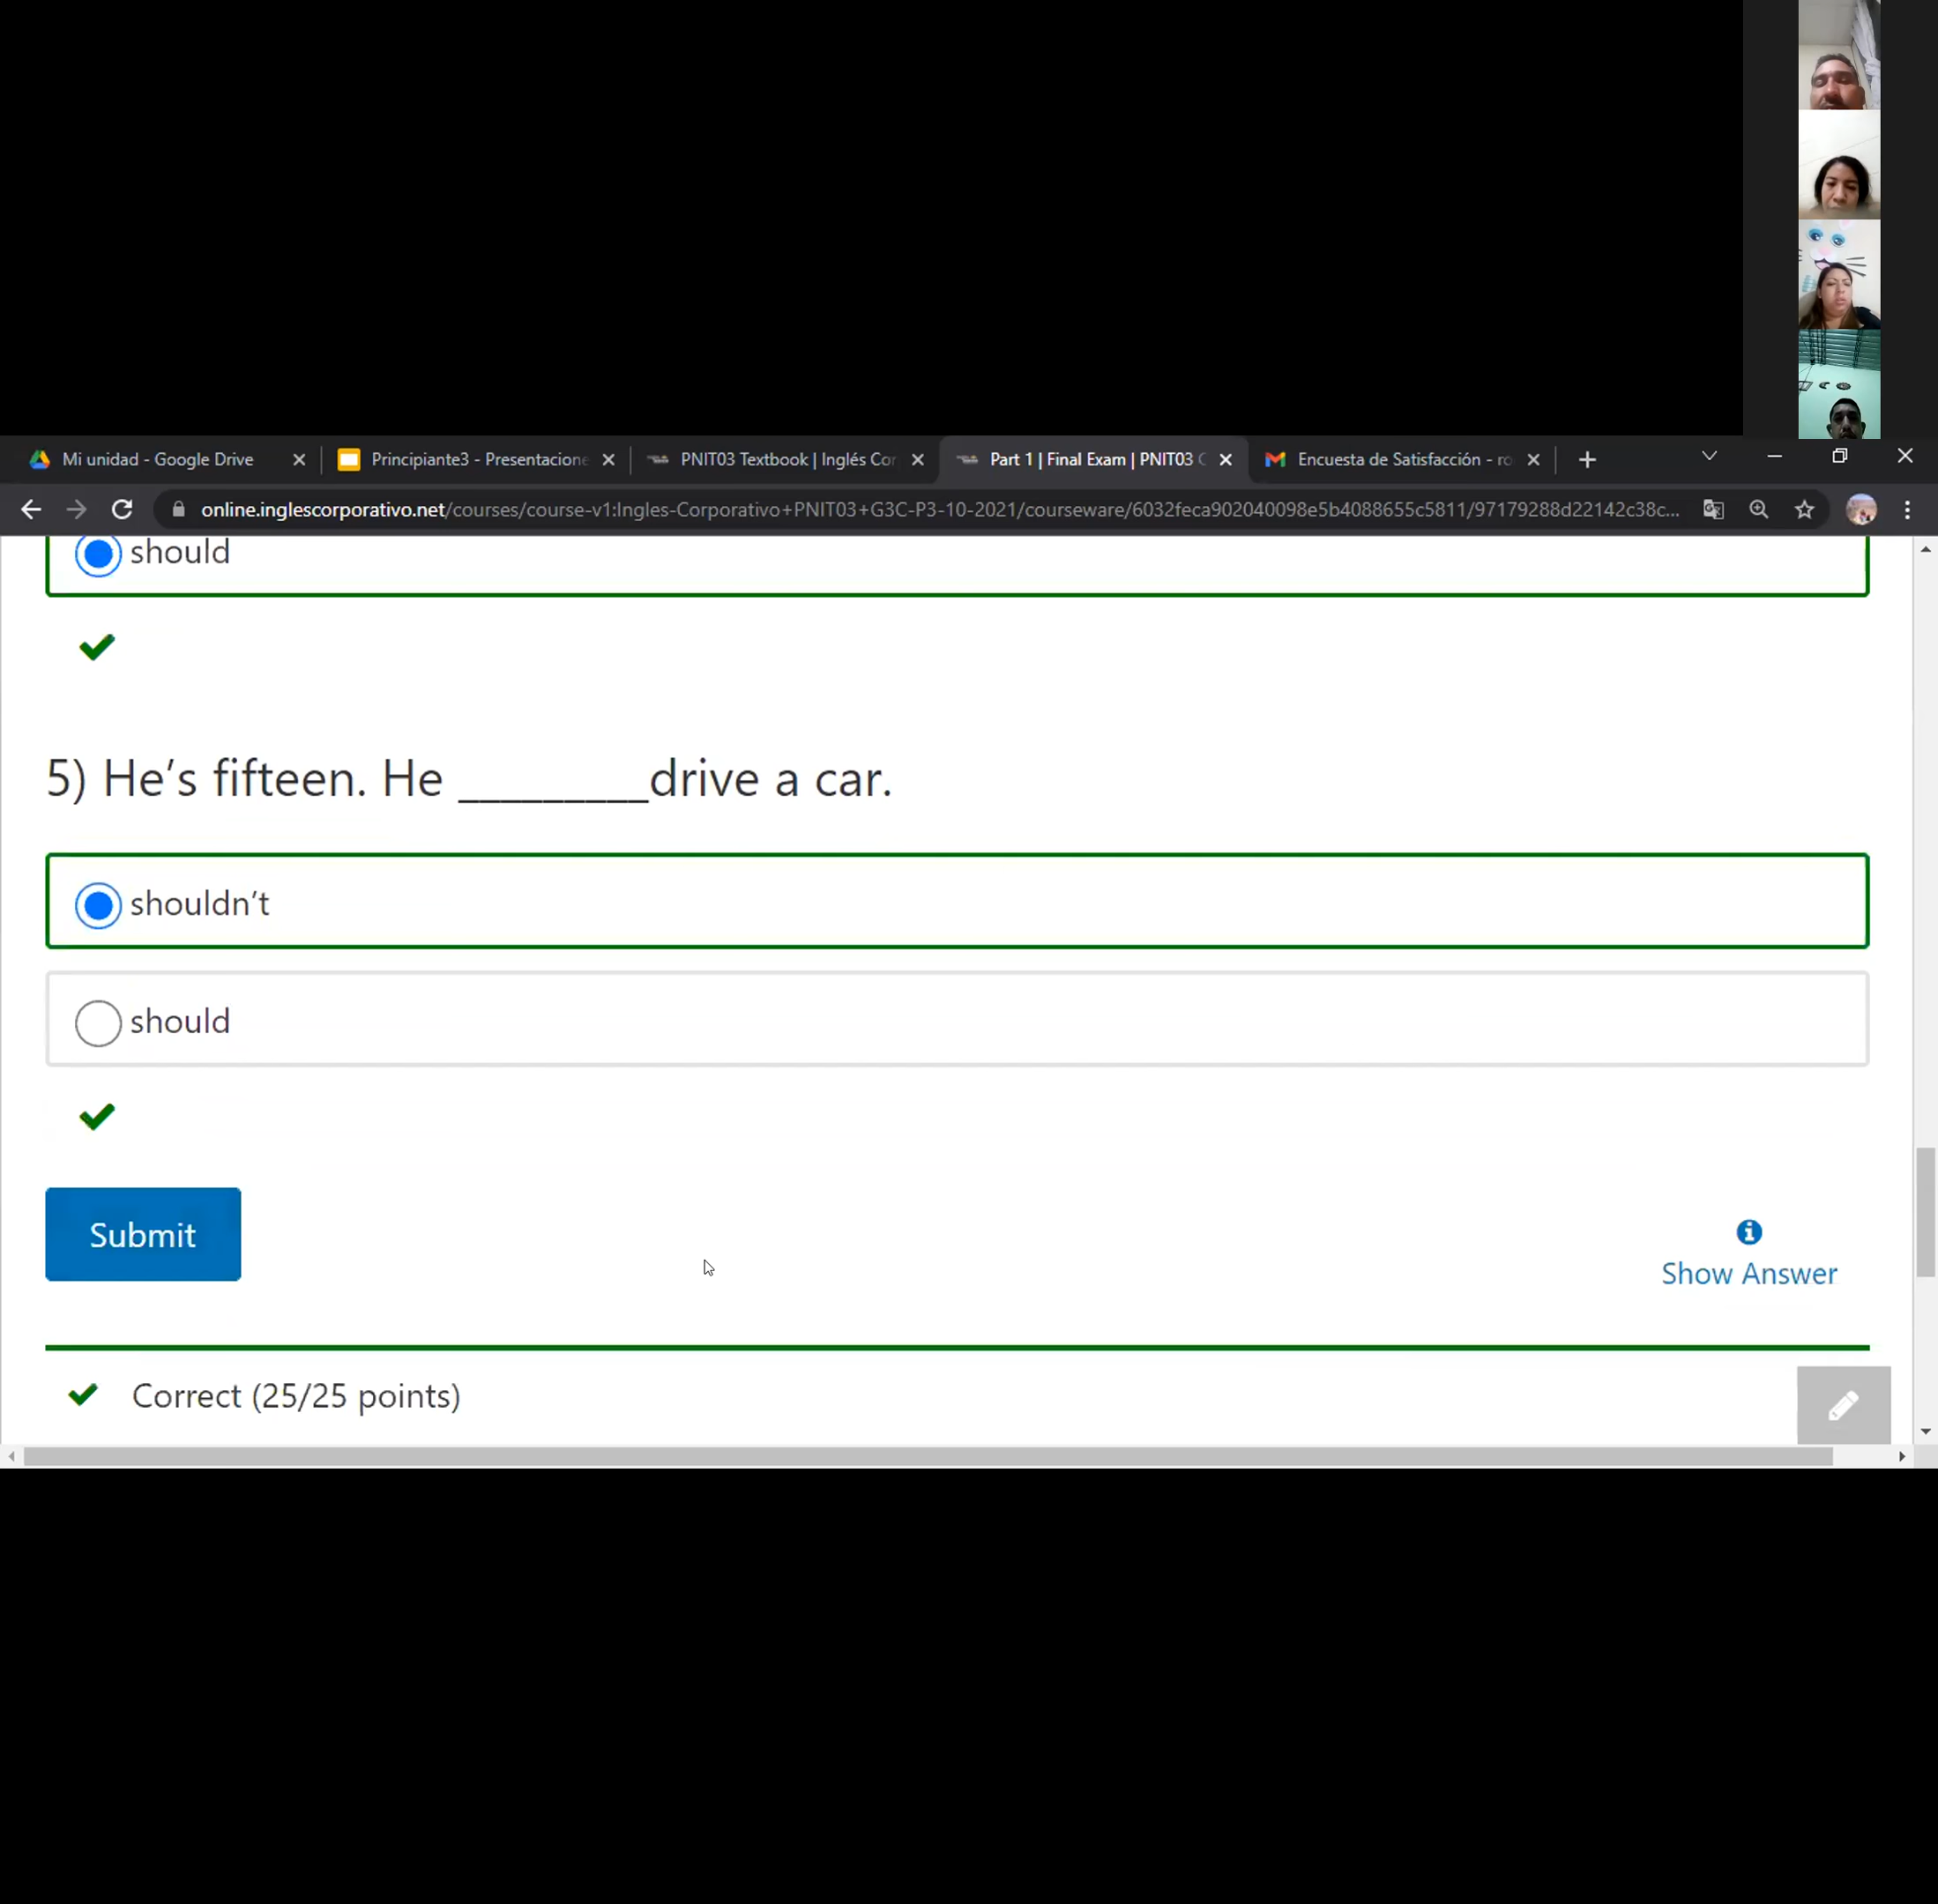 Mi unidad - Google Drive
Principiante3 - Presentacione
PNIT03 Textbook | Inglés Cor
Part 1 | Final Exam | PNIT03 C
Encuesta de Satisfacción - ro
online.inglescorporativo.net/courses/course-v1:Ingles-Corporativo+PNIT03+G3C-P3-10-2021/courseware/6032feca902040098e5b4088655c5811/97179288d22142c38c...
should
5) He’s fifteen. He _________drive a car.
shouldn’t
should
Submit
Show Answer
Correct (25/25 points)